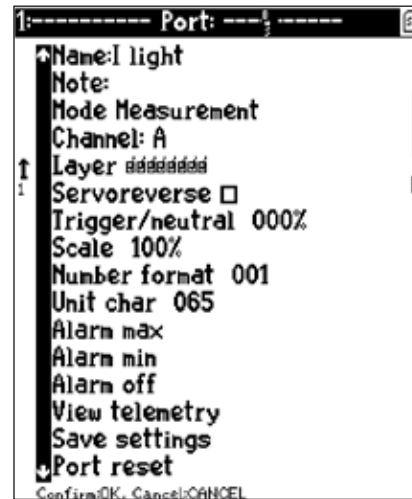 1:---------- Port: --- ------
Name:I light
Note:
Mode Measurement
Channel: A
Layer
Servoreverse
Trigger/neutral 000%
Scale 100%
Number format 001
Unit char 065
Alarm max
Alarm min
Alarm off
View telemetry
Save settings
Port reset
1
Confirm:OK, Cancel:CANCEL